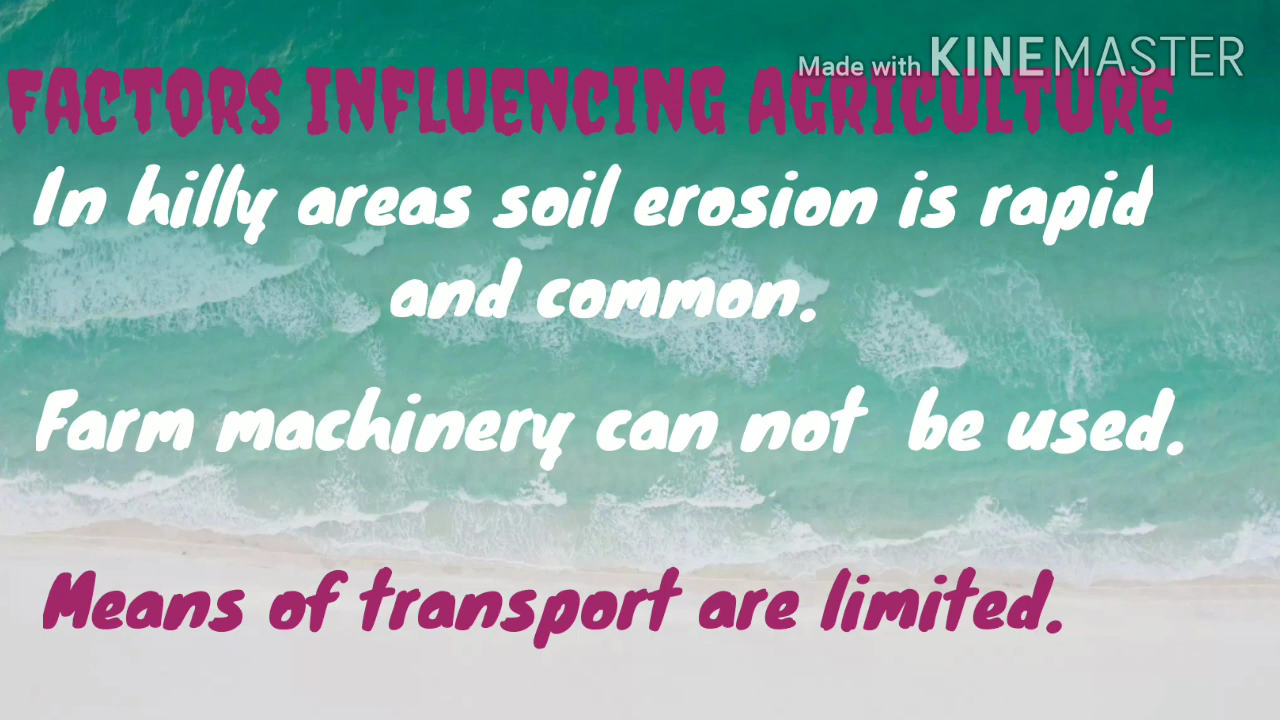 Made with KINEMASTER
FACTORS INFLUENCING AGRICULTURE
In hilly areas soil erosion is rapid
and common.
Farm machinery can not be used.
Means of transport are limited.